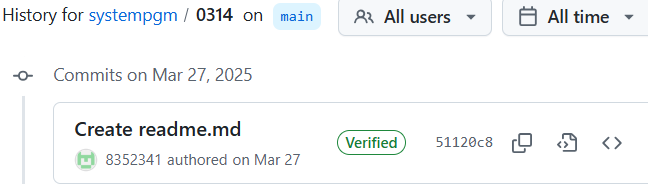 History for systempgm / 0314 on main All users All time
Commits on Mar 27, 2025
Create readme.md
Verified 51120c8
8352341 authored on Mar 27